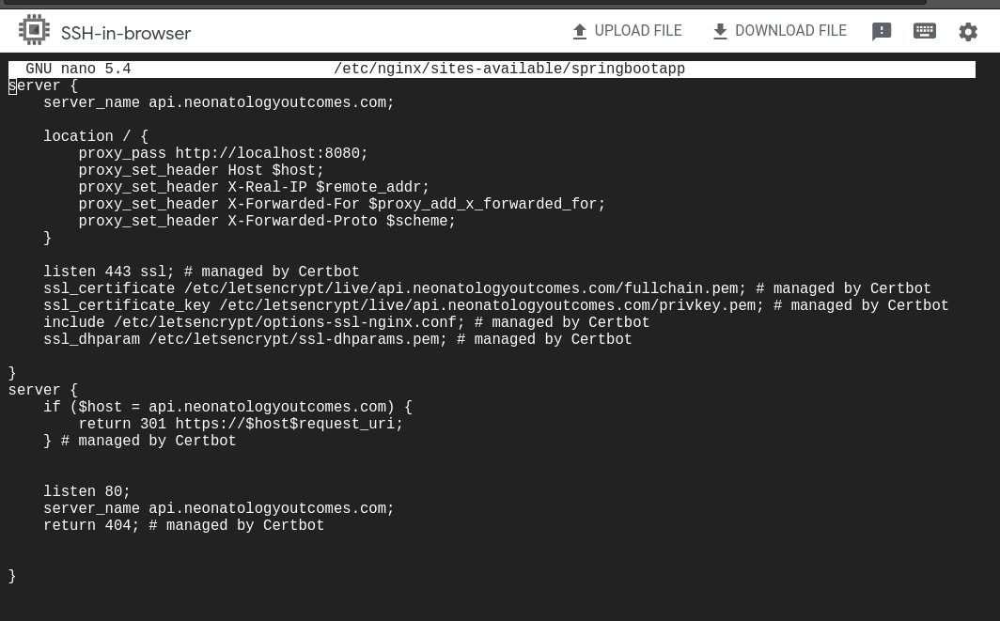 SSH-in-browser UPLOAD FILE DOWNLOAD FILE
GNU nano 5.4 /etc/nginx/sites-available/springbootapp
server {
    server_name api.neonatologyoutcomes.com;

    location / {
        proxy_pass http://localhost:8080;
        proxy_set_header Host $host;
        proxy_set_header X-Real-IP $remote_addr;
        proxy_set_header X-Forwarded-For $proxy_add_x_forwarded_for;
        proxy_set_header X-Forwarded-Proto $scheme;
    }

    listen 443 ssl; # managed by Certbot
    ssl_certificate /etc/letsencrypt/live/api.neonatologyoutcomes.com/fullchain.pem; # managed by Certbot
    ssl_certificate_key /etc/letsencrypt/live/api.neonatologyoutcomes.com/privkey.pem; # managed by Certbot
    include /etc/letsencrypt/options-ssl-nginx.conf; # managed by Certbot
    ssl_dhparam /etc/letsencrypt/ssl-dhparams.pem; # managed by Certbot

}
server {
    if ($host = api.neonatologyoutcomes.com) {
        return 301 https://$host$request_uri;
    } # managed by Certbot


    listen 80;
    server_name api.neonatologyoutcomes.com;
    return 404; # managed by Certbot


}